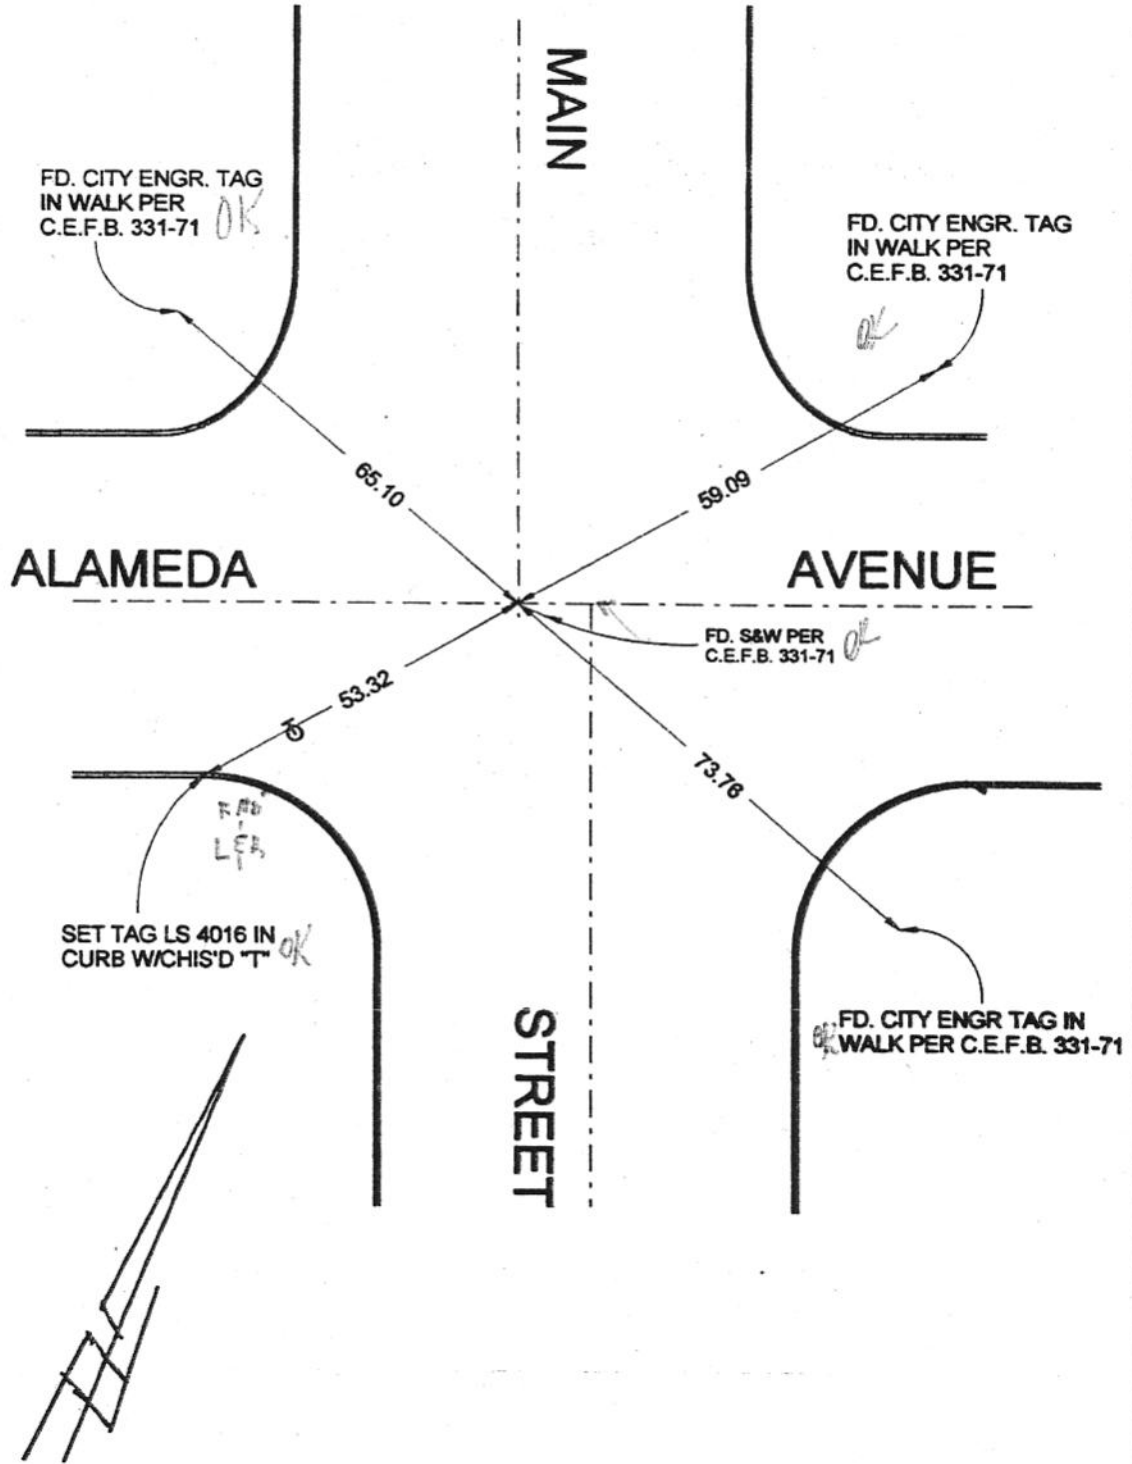 MAIN
FD. CITY ENGR. TAG
IN WALK PER
C.E.F.B. 331-71 OK
FD. CITY ENGR. TAG
IN WALK PER
C.E.F.B. 331-71
OK
65.10
59.09
ALAMEDA AVENUE
FD. S&W PER
C.E.F.B. 331-71 OK
53.32
73.76
SET TAG LS 4016 IN
CURB W/CHIS'D "T" OK
STREET
OK FD. CITY ENGR TAG IN
WALK PER C.E.F.B. 331-71